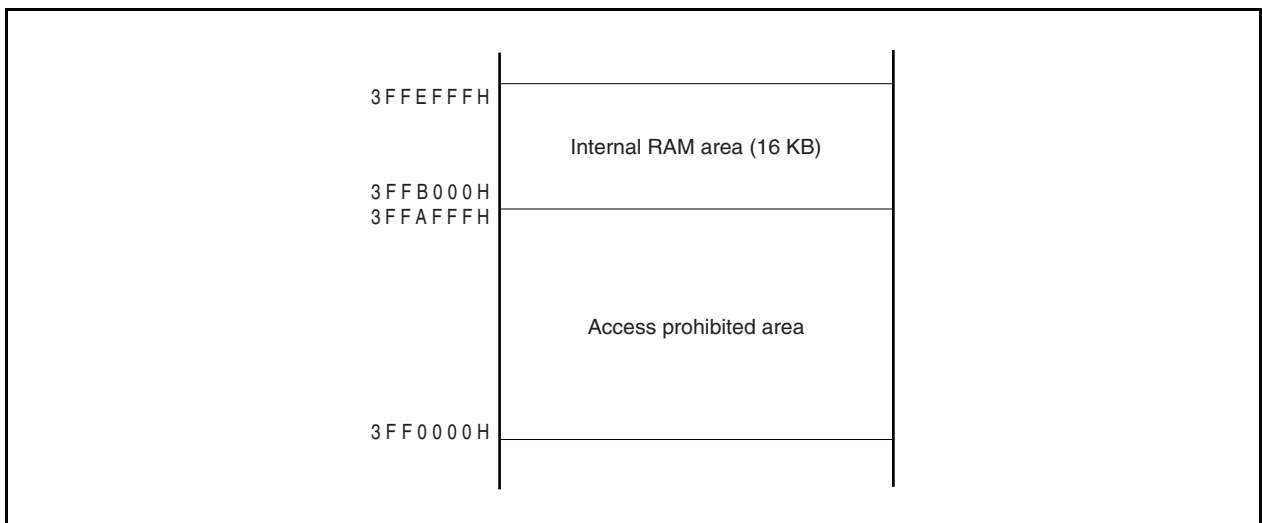 3FFEFFFH
Internal RAM area (16 KB)
3FFB000H
3FFAFFFH
Access prohibited area
3FF0000H